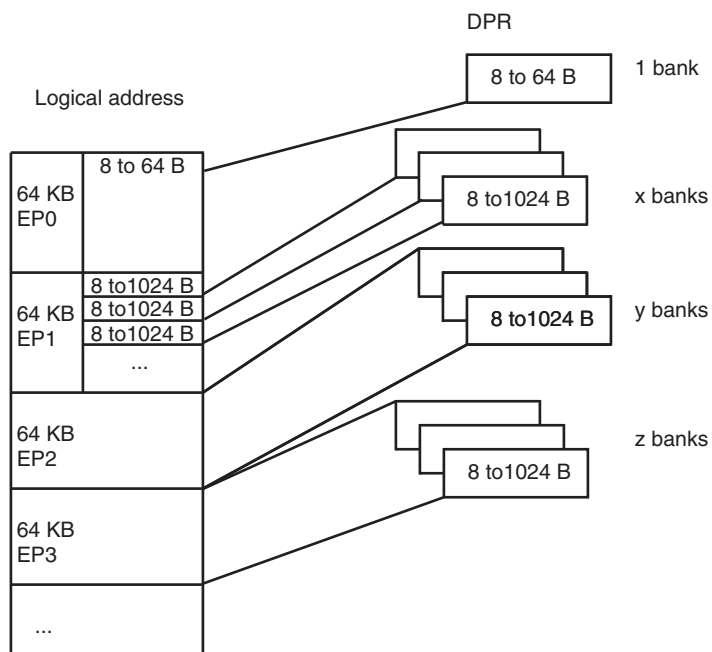 DPR
8 to 64 B
1 bank
Logical address
8 to 64 B
64 KB
EP0
8 to1024 B
x banks
8 to1024 B
8 to1024 B
8 to1024 B
...
64 KB
EP1
8 to1024 B
y banks
64 KB
EP2
8 to1024 B
z banks
64 KB
EP3
...